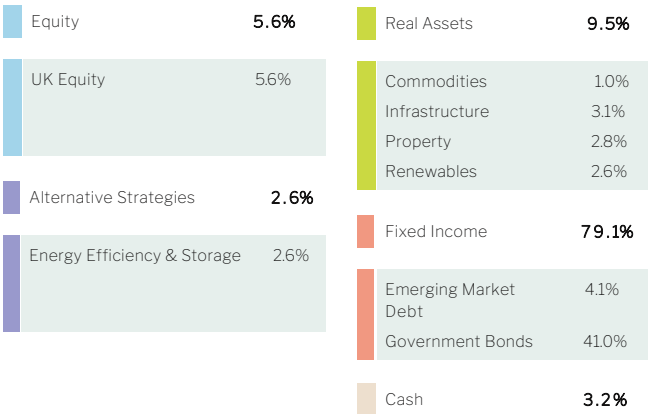 Equity 5.6%
UK Equity 5.6%
Alternative Strategies 2.6%
Energy Efficiency & Storage 2.6%
Real Assets 9.5%
Commodities 1.0%
Infrastructure 3.1%
Property 2.8%
Renewables 2.6%
Fixed Income 79.1%
Emerging Market 4.1%
Debt
Government Bonds 41.0%
Cash 3.2%